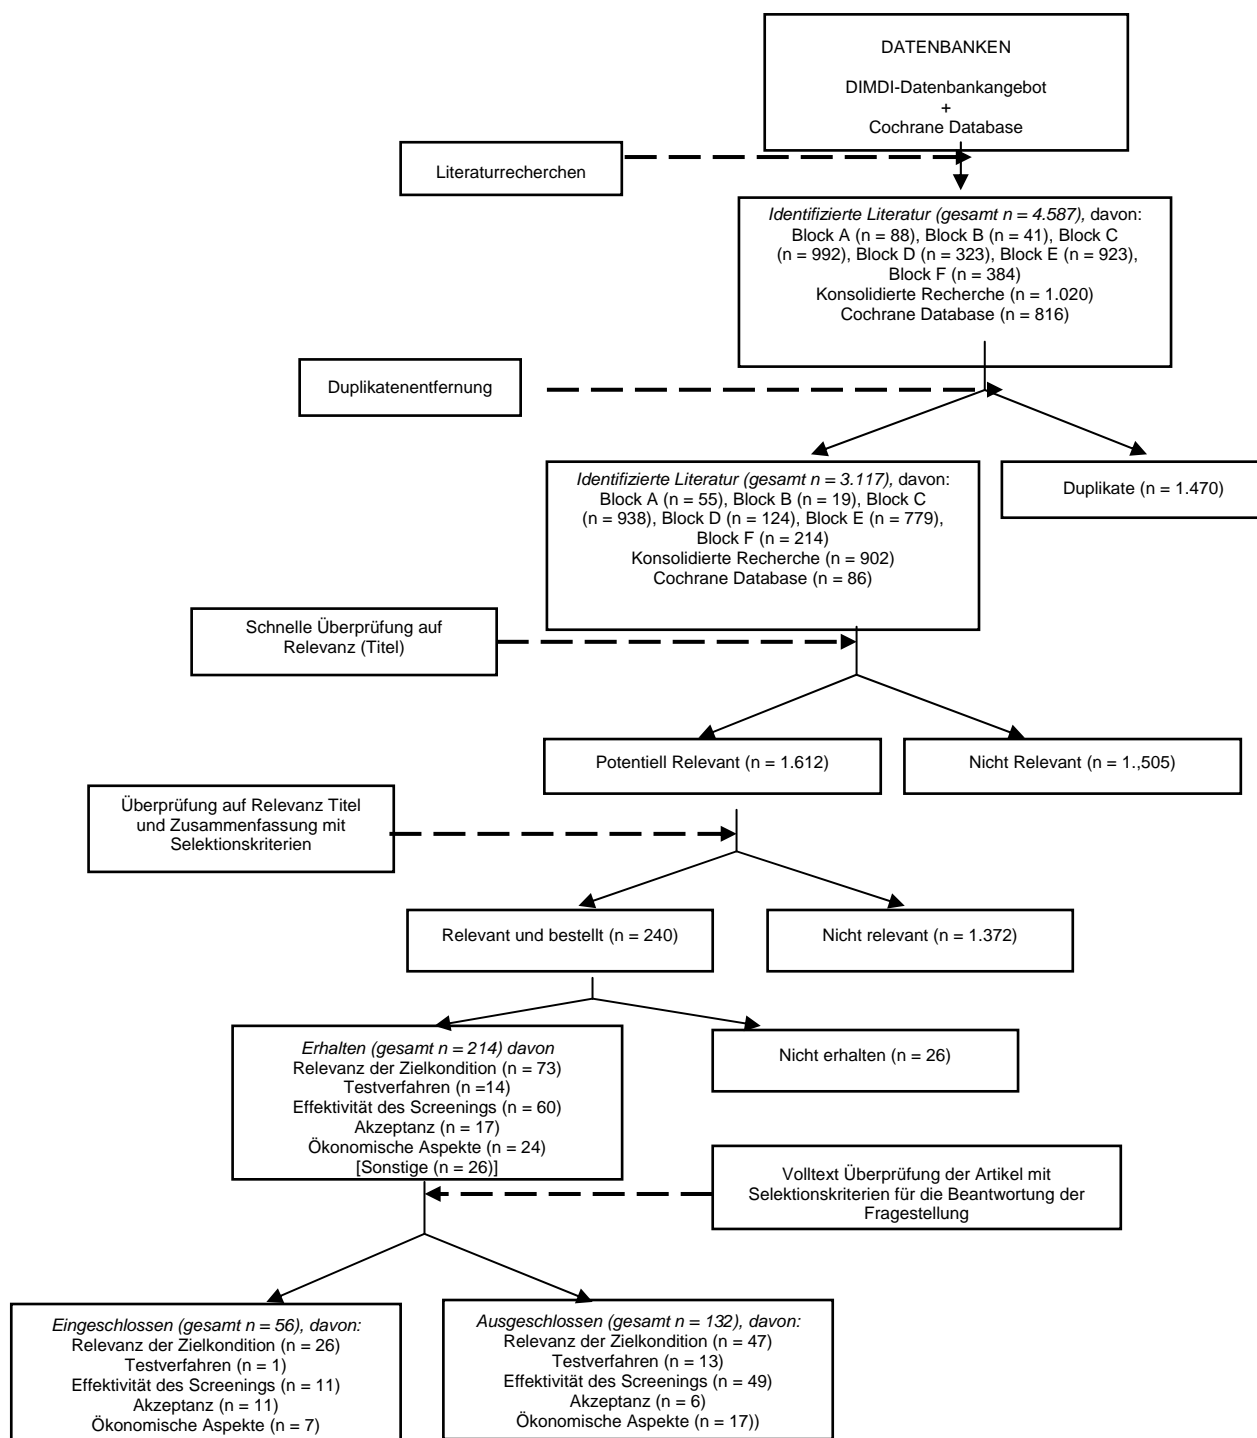 DATENBANKEN
DIMDI-Datenbankangebot
+
Cochrane Database
Literaturrecherchen
Identifizierte Literatur (gesamt n = 4.587), davon:
Block A (n = 88), Block B (n = 41), Block C
(n = 992), Block D (n = 323), Block E (n = 923),
Block F (n = 384)
Konsolidierte Recherche (n = 1.020)
Cochrane Database (n = 816)
Duplikatenentfernung
Identifizierte Literatur (gesamt n = 3.117), davon:
Block A (n = 55), Block B (n = 19), Block C
(n = 938), Block D (n = 124), Block E (n = 779),
Block F (n = 214)
Konsolidierte Recherche (n = 902)
Cochrane Database (n = 86)
Duplikate (n = 1.470)
Schnelle Überprüfung auf
Relevanz (Titel)
Potentiell Relevant (n = 1.612)
Nicht Relevant (n = 1.,505)
Überprüfung auf Relevanz Titel
und Zusammenfassung mit
Selektionskriterien
Relevant und bestellt (n = 240)
Nicht relevant (n = 1.372)
Erhalten (gesamt n = 214) davon
Relevanz der Zielkondition (n = 73)
Testverfahren (n =14)
Effektivität des Screenings (n = 60)
Akzeptanz (n = 17)
Ökonomische Aspekte (n = 24)
[Sonstige (n = 26)]
Nicht erhalten (n = 26)
Volltext Überprüfung der Artikel mit
Selektionskriterien für die Beantwortung der
Fragestellung
Eingeschlossen (gesamt n = 56), davon:
Relevanz der Zielkondition (n = 26)
Testverfahren (n = 1)
Effektivität des Screenings (n = 11)
Akzeptanz (n = 11)
Ökonomische Aspekte (n = 7)
Ausgeschlossen (gesamt n = 132), davon:
Relevanz der Zielkondition (n = 47)
Testverfahren (n = 13)
Effektivität des Screenings (n = 49)
Akzeptanz (n = 6)
Ökonomische Aspekte (n = 17))